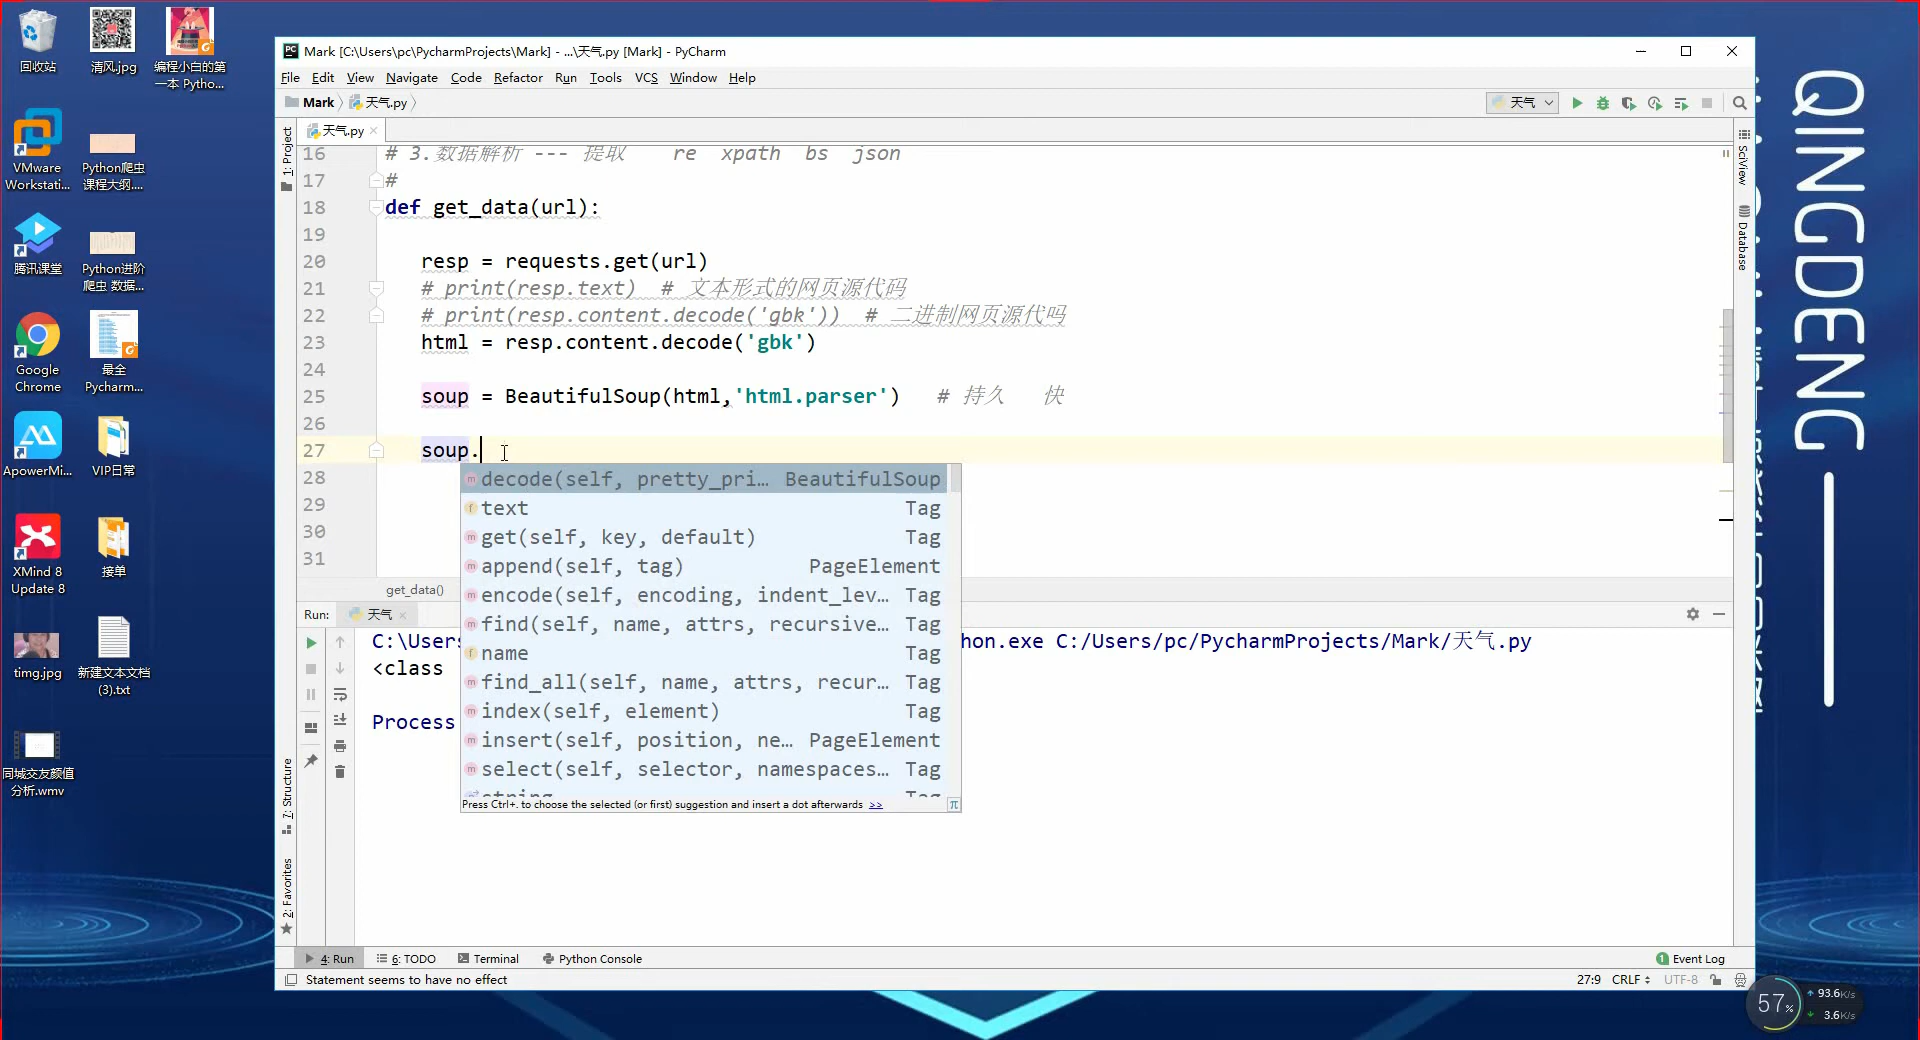 回收站
清风.jpg
编程小白的第
一本 Pytho...
VMware
Workstati...
Python爬虫
课程大纲....
腾讯课堂
Python进阶
爬虫 数据...
Google
Chrome
最全
Pycharm...
ApowerMi...
VIP日常
XMind 8
Update 8
接单
timg.jpg
新建文本文档
(3).txt
同城交友颜值
分析.wmv
Mark [C:\Users\pc\PycharmProjects\Mark] - ...\天气.py [Mark] - PyCharm
File Edit View Navigate Code Refactor Run Tools VCS Window Help
Mark 天气.py
天气
天气.py
1: Project
16 # 3.数据解析 --- 提取 re xpath bs json
17 #
18 def get_data(url):
19
20 resp = requests.get(url)
21 # print(resp.text) # 文本形式的网页源代码
22 # print(resp.content.decode('gbk')) # 二进制网页源代吗
23 html = resp.content.decode('gbk')
24
25 soup = BeautifulSoup(html,'html.parser') # 持久 快
26
27 soup.
28
29
30
31
decode(self, pretty_pri... BeautifulSoup
text Tag
get(self, key, default) Tag
append(self, tag) PageElement
encode(self, encoding, indent_lev... Tag
find(self, name, attrs, recursive... Tag
name Tag
find_all(self, name, attrs, recur... Tag
index(self, element) Tag
insert(self, position, ne... PageElement
select(self, selector, namespaces... Tag
string Tag
Press Ctrl+. to choose the selected (or first) suggestion and insert a dot afterwards >>
π
get_data()
Run: 天气
C:\Users
hon.exe C:/Users/pc/PycharmProjects/Mark/天气.py
<class
Process
7: Structure
2: Favorites
SciView
Database
4: Run 6: TODO Terminal Python Console
1 Event Log
Statement seems to have no effect
27:9 CRLF UTF-8
57%
93.6K/s
3.6K/s
QINGDENG